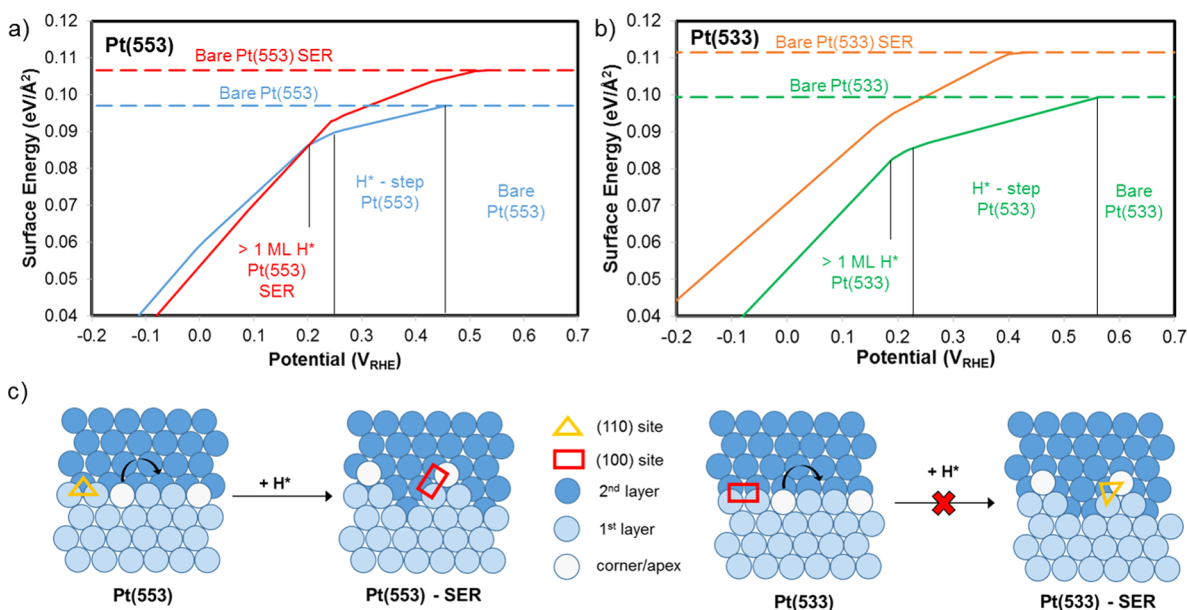 a)
Pt(553)
0.12
0.11
0.10
0.09
0.08
0.07
0.06
0.05
0.04
Surface Energy (eV/Å²)
Bare Pt(553) SER
Bare Pt(553)
H* - step
Pt(553)
Bare
Pt(553)
> 1 ML H*
Pt(553)
SER
-0.2
-0.1
0.0
0.1
0.2
0.3
0.4
0.5
0.6
0.7
Potential (V_RHE)
b)
Pt(533)
0.12
0.11
0.10
0.09
0.08
0.07
0.06
0.05
0.04
Surface Energy (eV/Å²)
Bare Pt(533) SER
Bare Pt(533)
H* - step
Pt(533)
Bare
Pt(533)
> 1 ML H*
Pt(533)
-0.2
-0.1
0.0
0.1
0.2
0.3
0.4
0.5
0.6
0.7
Potential (V_RHE)
c)
+ H*
Pt(553)
Pt(553) - SER
(110) site
(100) site
2nd layer
1st layer
corner/apex
+ H*
Pt(533)
Pt(533) - SER